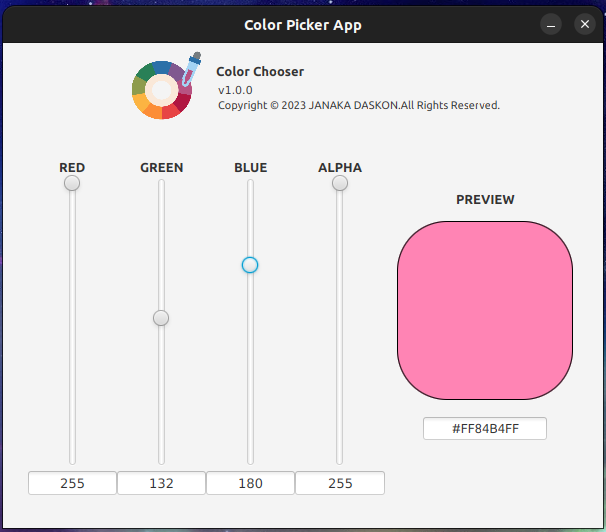 Color Picker App
Color Chooser
v1.0.0
Copyright © 2023 JANAKA DASKON.All Rights Reserved.
RED GREEN BLUE ALPHA
PREVIEW
#FF84B4FF
255 132 180 255